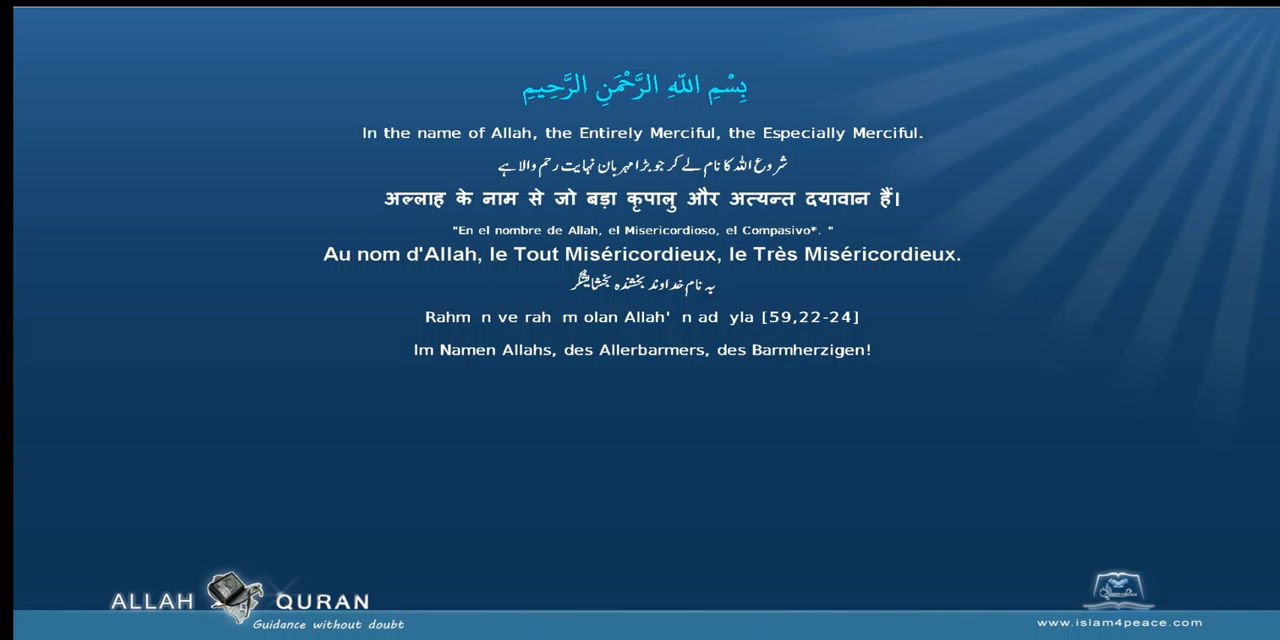 بِسْمِ اللَّهِ الرَّحْمَنِ الرَّحِيمِ
In the name of Allah, the Entirely Merciful, the Especially Merciful.
شروع الله کا نام لے کر جو بڑا مہربان نہایت رحم والا ہے
अल्लाह के नाम से जो बड़ा कृपालु और अत्यन्त दयावान हैं।
"En el nombre de Allah, el Misericordioso, el Compasivo*. "
Au nom d'Allah, le Tout Miséricordieux, le Très Miséricordieux.
به نام خداوند بخشنده بخشایشگر
Rahm n ve rah m olan Allah' n ad yla [59,22-24]
Im Namen Allahs, des Allerbarmers, des Barmherzigen!
ALLAH QURAN
Guidance without doubt
www.islam4peace.com